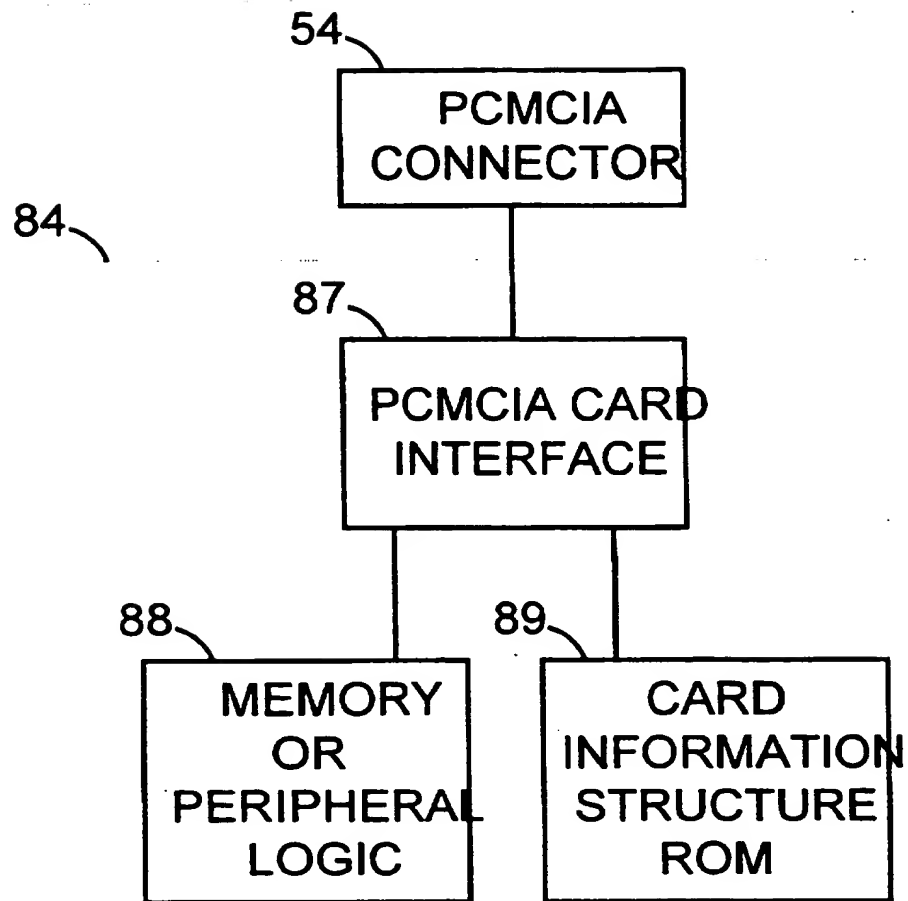 54
PCMCIA
CONNECTOR
84
87
PCMCIA CARD
INTERFACE
88
MEMORY
OR
PERIPHERAL
LOGIC
89
CARD
INFORMATION
STRUCTURE
ROM